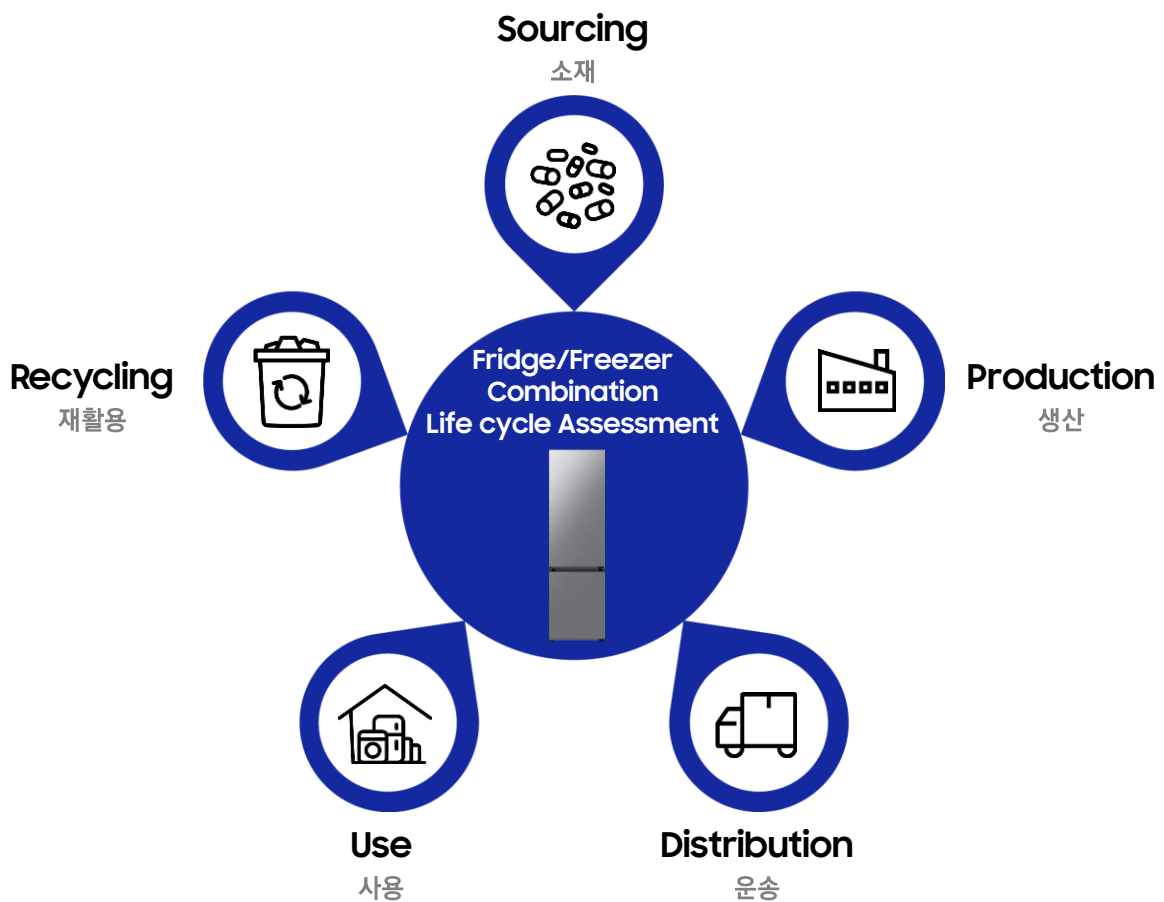 Sourcing
소재
Fridge/Freezer
Combination
Life cycle Assessment
Recycling
재활용
Production
생산
Use
사용
Distribution
운송